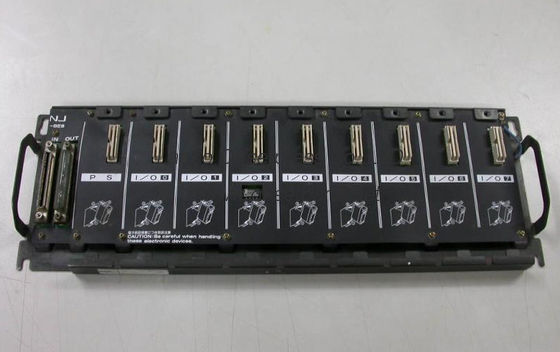 NJ
-BE8
IN OUT
P S
I/O 0
I/O 1
I/O 2
I/O 3
I/O 4
I/O 5
I/O 6
I/O 7
CAUTION:Be careful when handling
these electronic devices.